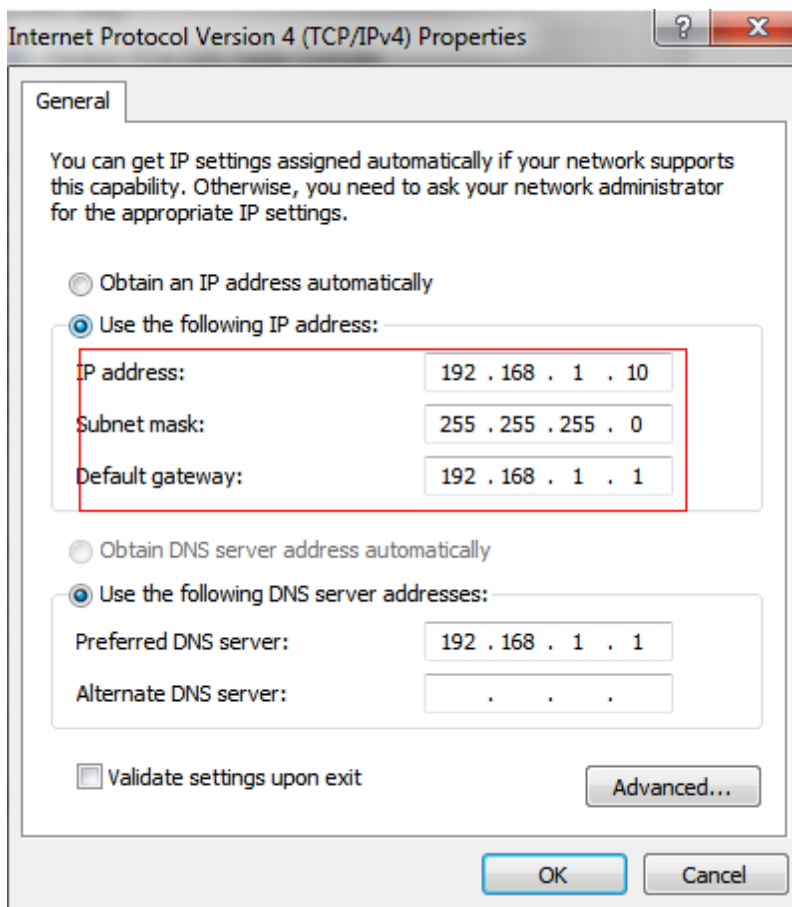 Internet Protocol Version 4 (TCP/IPv4) Properties
?
X
General
You can get IP settings assigned automatically if your network supports
this capability. Otherwise, you need to ask your network administrator
for the appropriate IP settings.
Obtain an IP address automatically
Use the following IP address:
IP address: 192 . 168 . 1 . 10
Subnet mask: 255 . 255 . 255 . 0
Default gateway: 192 . 168 . 1 . 1
Obtain DNS server address automatically
Use the following DNS server addresses:
Preferred DNS server: 192 . 168 . 1 . 1
Alternate DNS server: . . .
Validate settings upon exit
Advanced...
OK Cancel